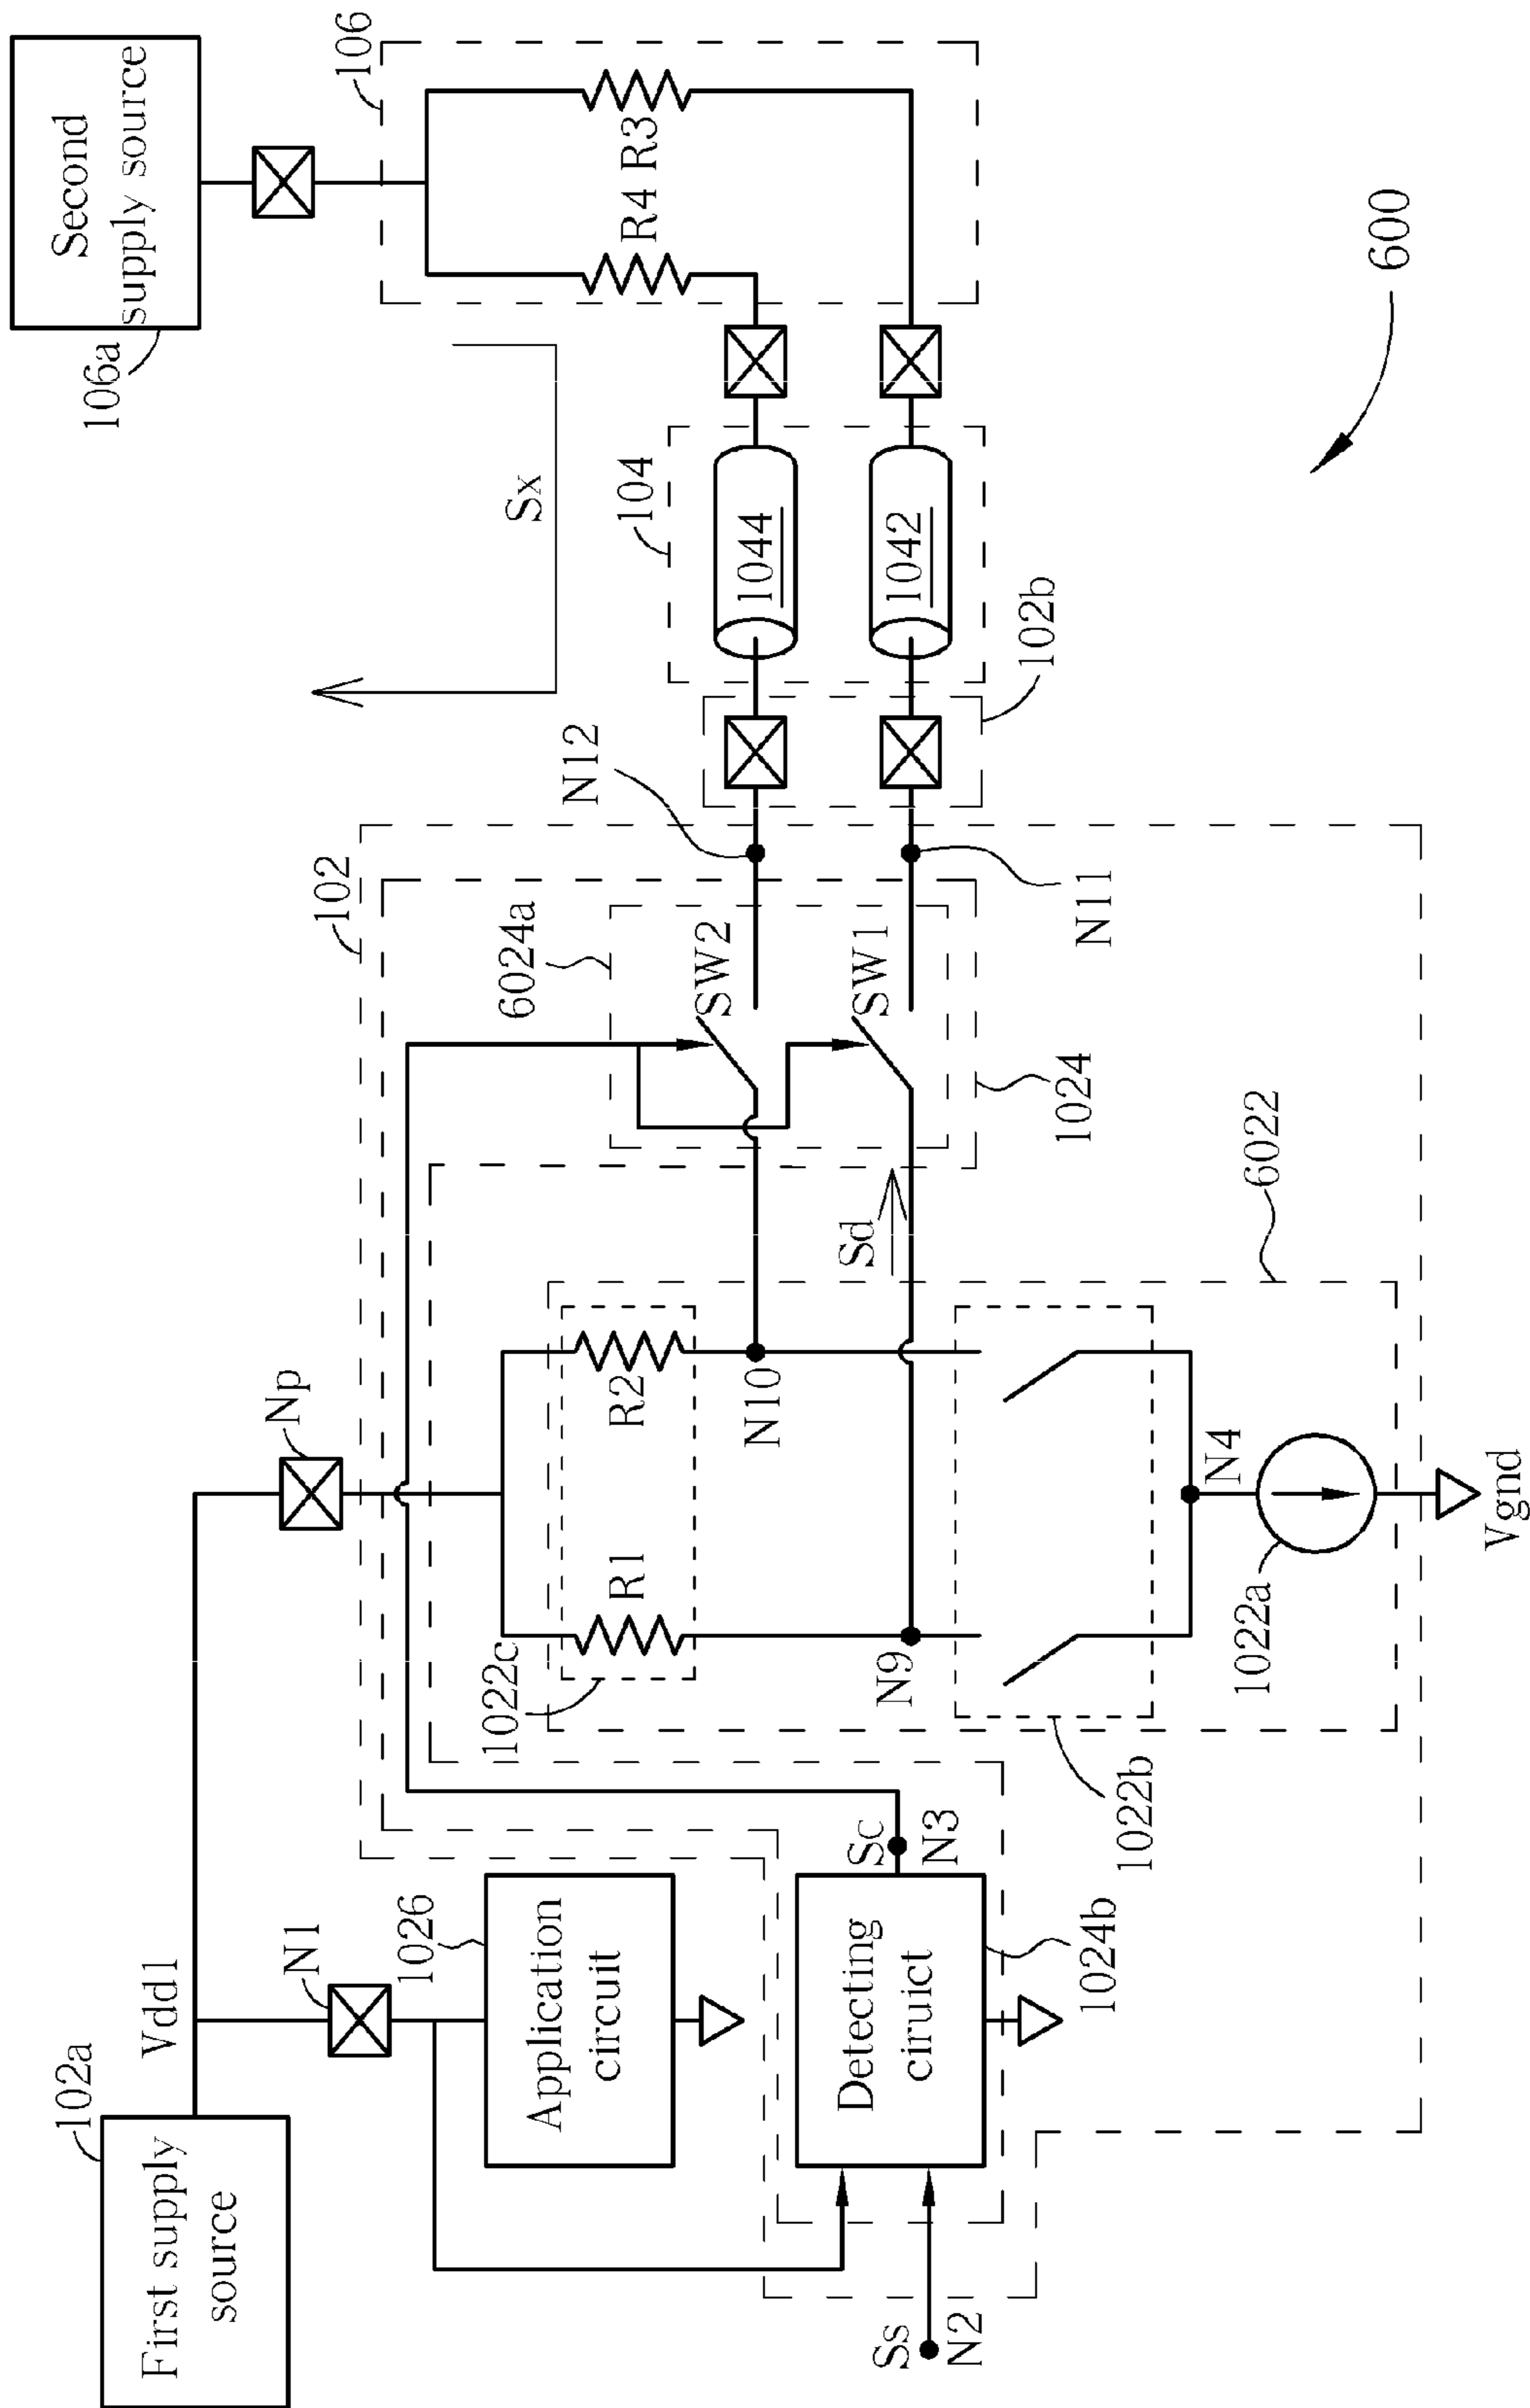 First supply
source
102a
Vdd1
N1
Np
1026
Application
circuit
Detecting
ciruict
1024b
Ss
N2
Sc
N3
1022c
R1
R2
N9
N10
1022b
N4
1022a
Vgnd
6022
Sd
102
6024a
SW2
SW1
1024
N12
N11
102b
104
1044
1042
Sx
Second
supply source
106a
106
R4
R3
600